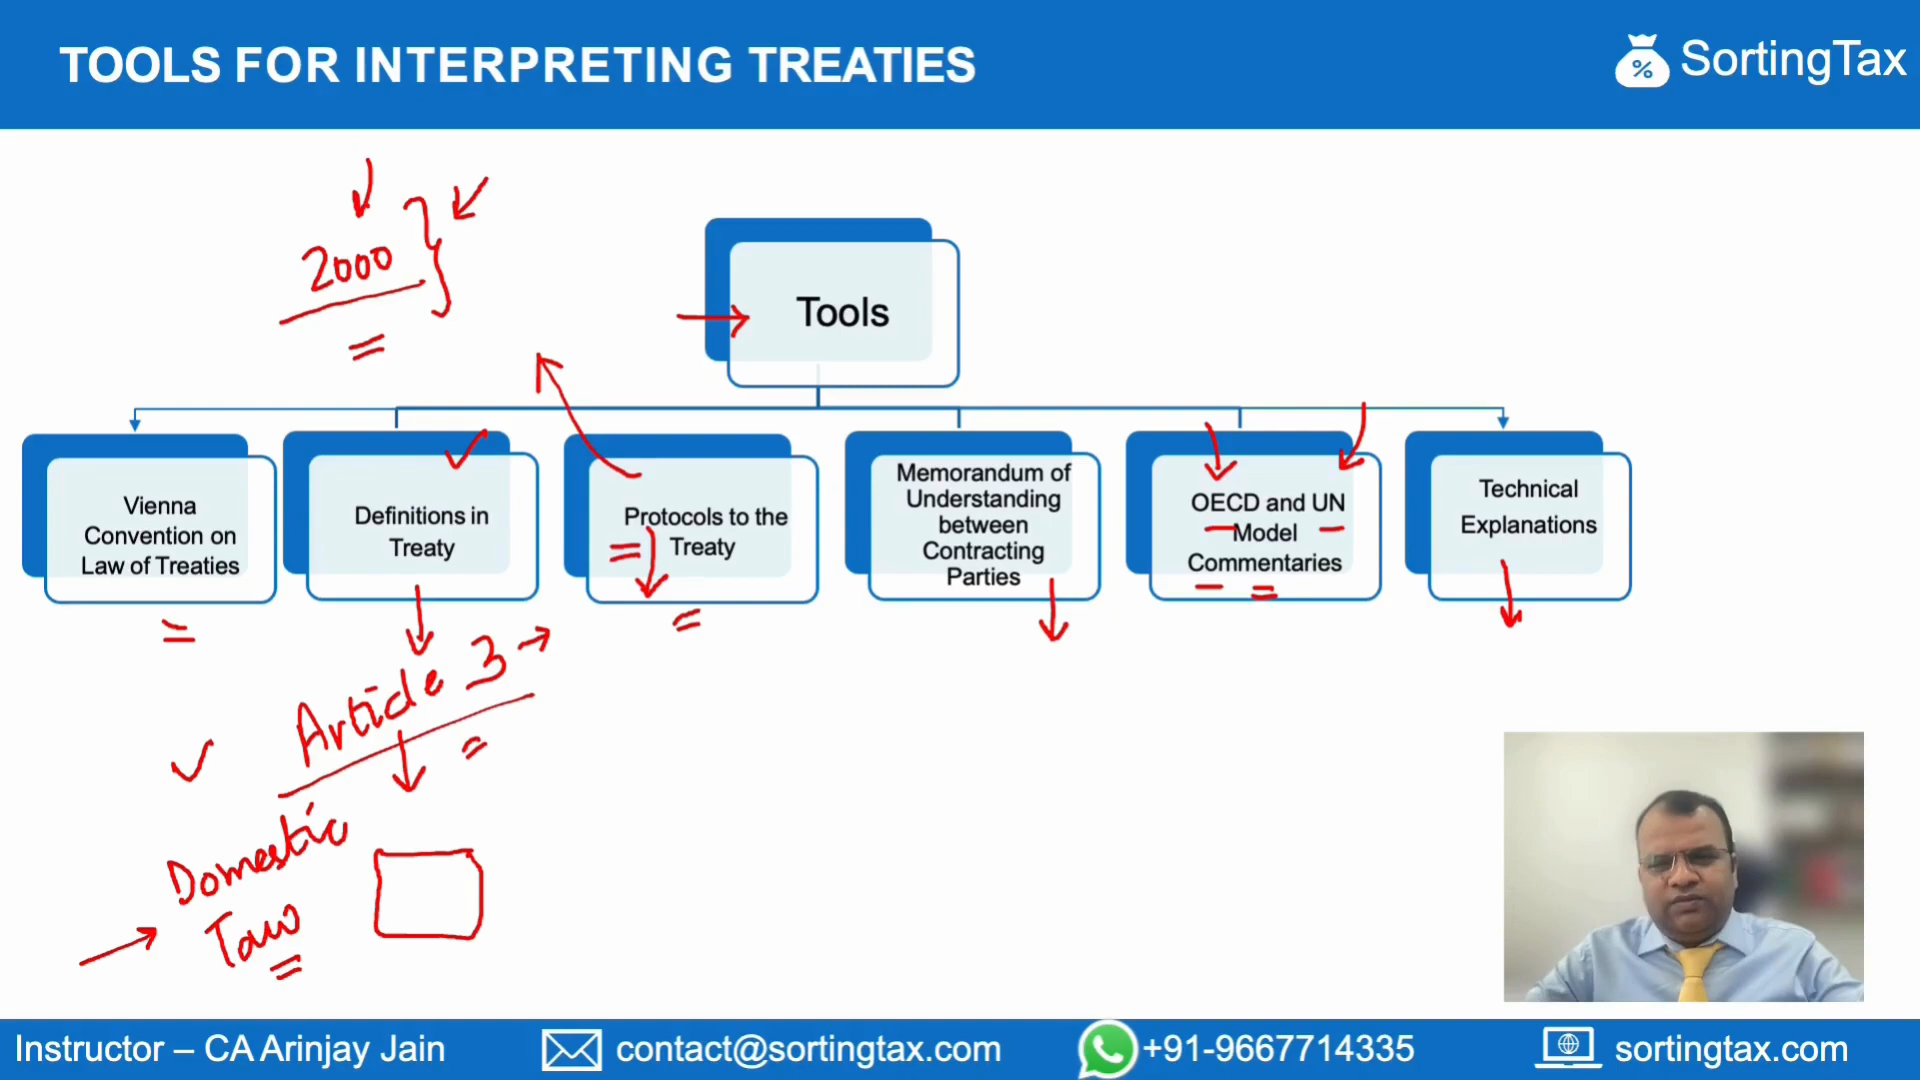 TOOLS FOR INTERPRETING TREATIES
%
SortingTax
2000
Tools
Vienna
Convention on
Law of Treaties
Definitions in
Treaty
Protocols to the
Treaty
Memorandum of
Understanding
between
Contracting
Parties
OECD and UN
Model
Commentaries
Technical
Explanations
Article 3
Domestic
Taw
Instructor – CA Arinjay Jain
contact@sortingtax.com
+91-9667714335
sortingtax.com